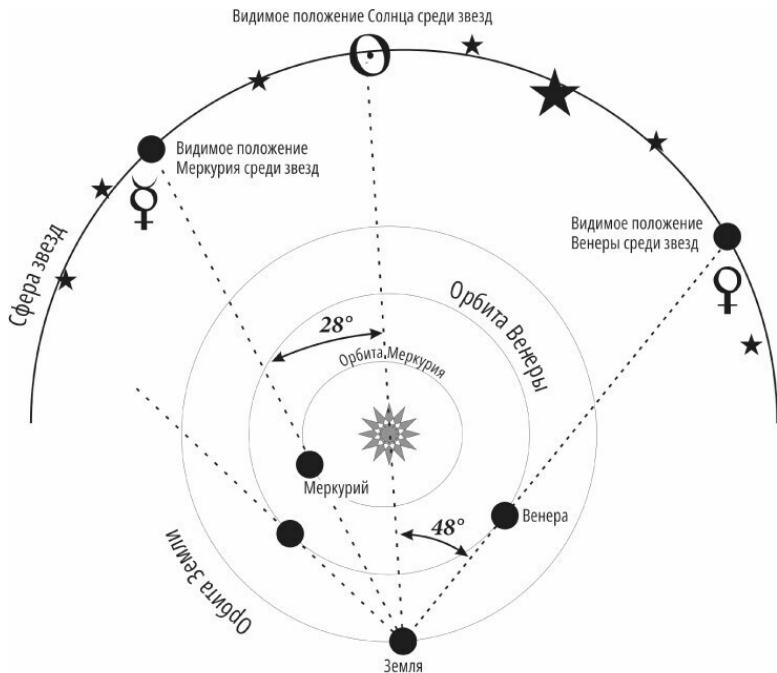 Видимое положение Солнца среди звезд
Видимое положение
Меркурия среди звезд
Видимое положение
Венеры среди звезд
Сфера звезд
Орбита Венеры
28°
Орбита Меркурия
Меркурий
Венера
48°
Орбита Земли
Земля